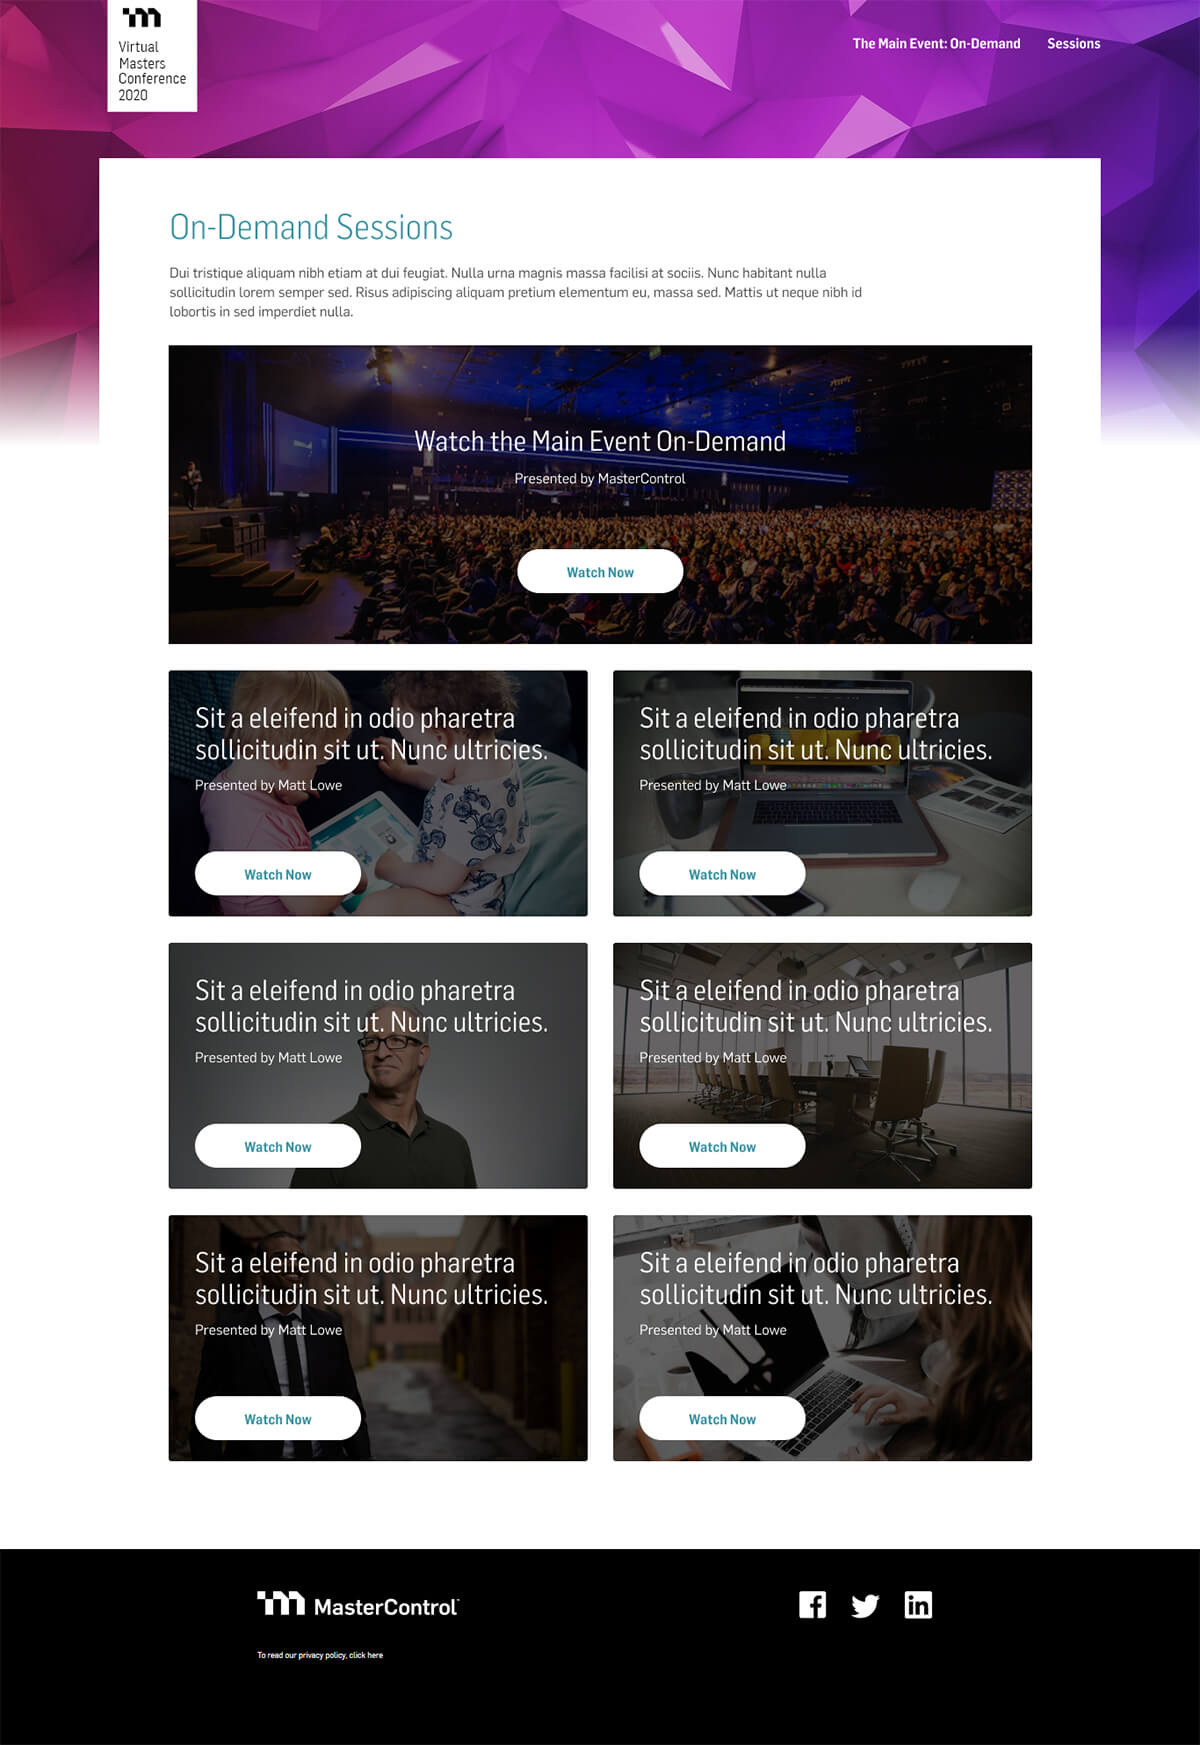 Virtual
Masters
Conference
2020
The Main Event: On-Demand
Sessions
On-Demand Sessions
Dui tristique aliquam nibh etiam at dui feugiat. Nulla urna magnis massa facilisi at sociis. Nunc habitant nulla
sollicitudin lorem semper sed. Risus adipiscing aliquam pretium elementum eu, massa sed. Mattis ut neque nibh id
lobortis in sed imperdiet nulla.
Watch the Main Event On-Demand
Presented by MasterControl
Watch Now
Sit a eleifend in odio pharetra
sollicitudin sit ut. Nunc ultricies.
Presented by Matt Lowe
Watch Now
Sit a eleifend in odio pharetra
sollicitudin sit ut. Nunc ultricies.
Presented by Matt Lowe
Watch Now
Sit a eleifend in odio pharetra
sollicitudin sit ut. Nunc ultricies.
Presented by Matt Lowe
Watch Now
Sit a eleifend in odio pharetra
sollicitudin sit ut. Nunc ultricies.
Presented by Matt Lowe
Watch Now
Sit a eleifend in odio pharetra
sollicitudin sit ut. Nunc ultricies.
Presented by Matt Lowe
Watch Now
Sit a eleifend in odio pharetra
sollicitudin sit ut. Nunc ultricies.
Presented by Matt Lowe
Watch Now
MasterControl
To read our privacy policy, click here